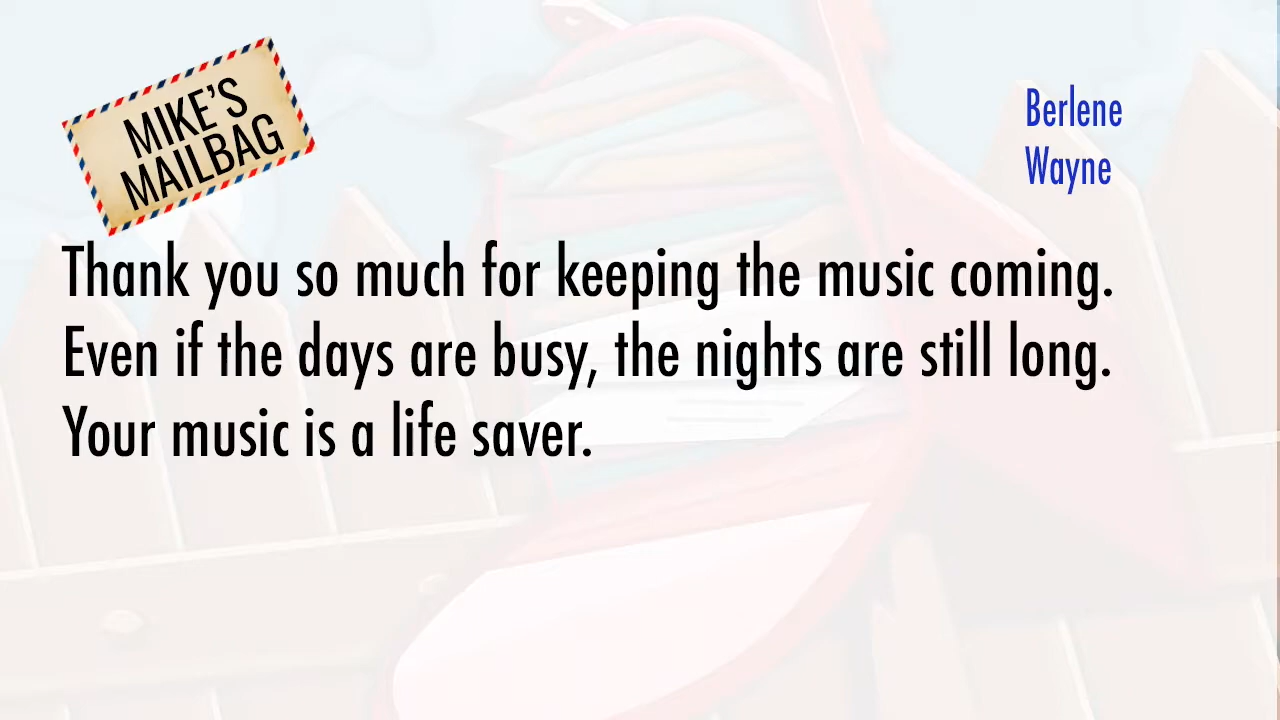 MIKE'S
MAILBAG
Berlene
Wayne
Thank you so much for keeping the music coming.
Even if the days are busy, the nights are still long.
Your music is a life saver.